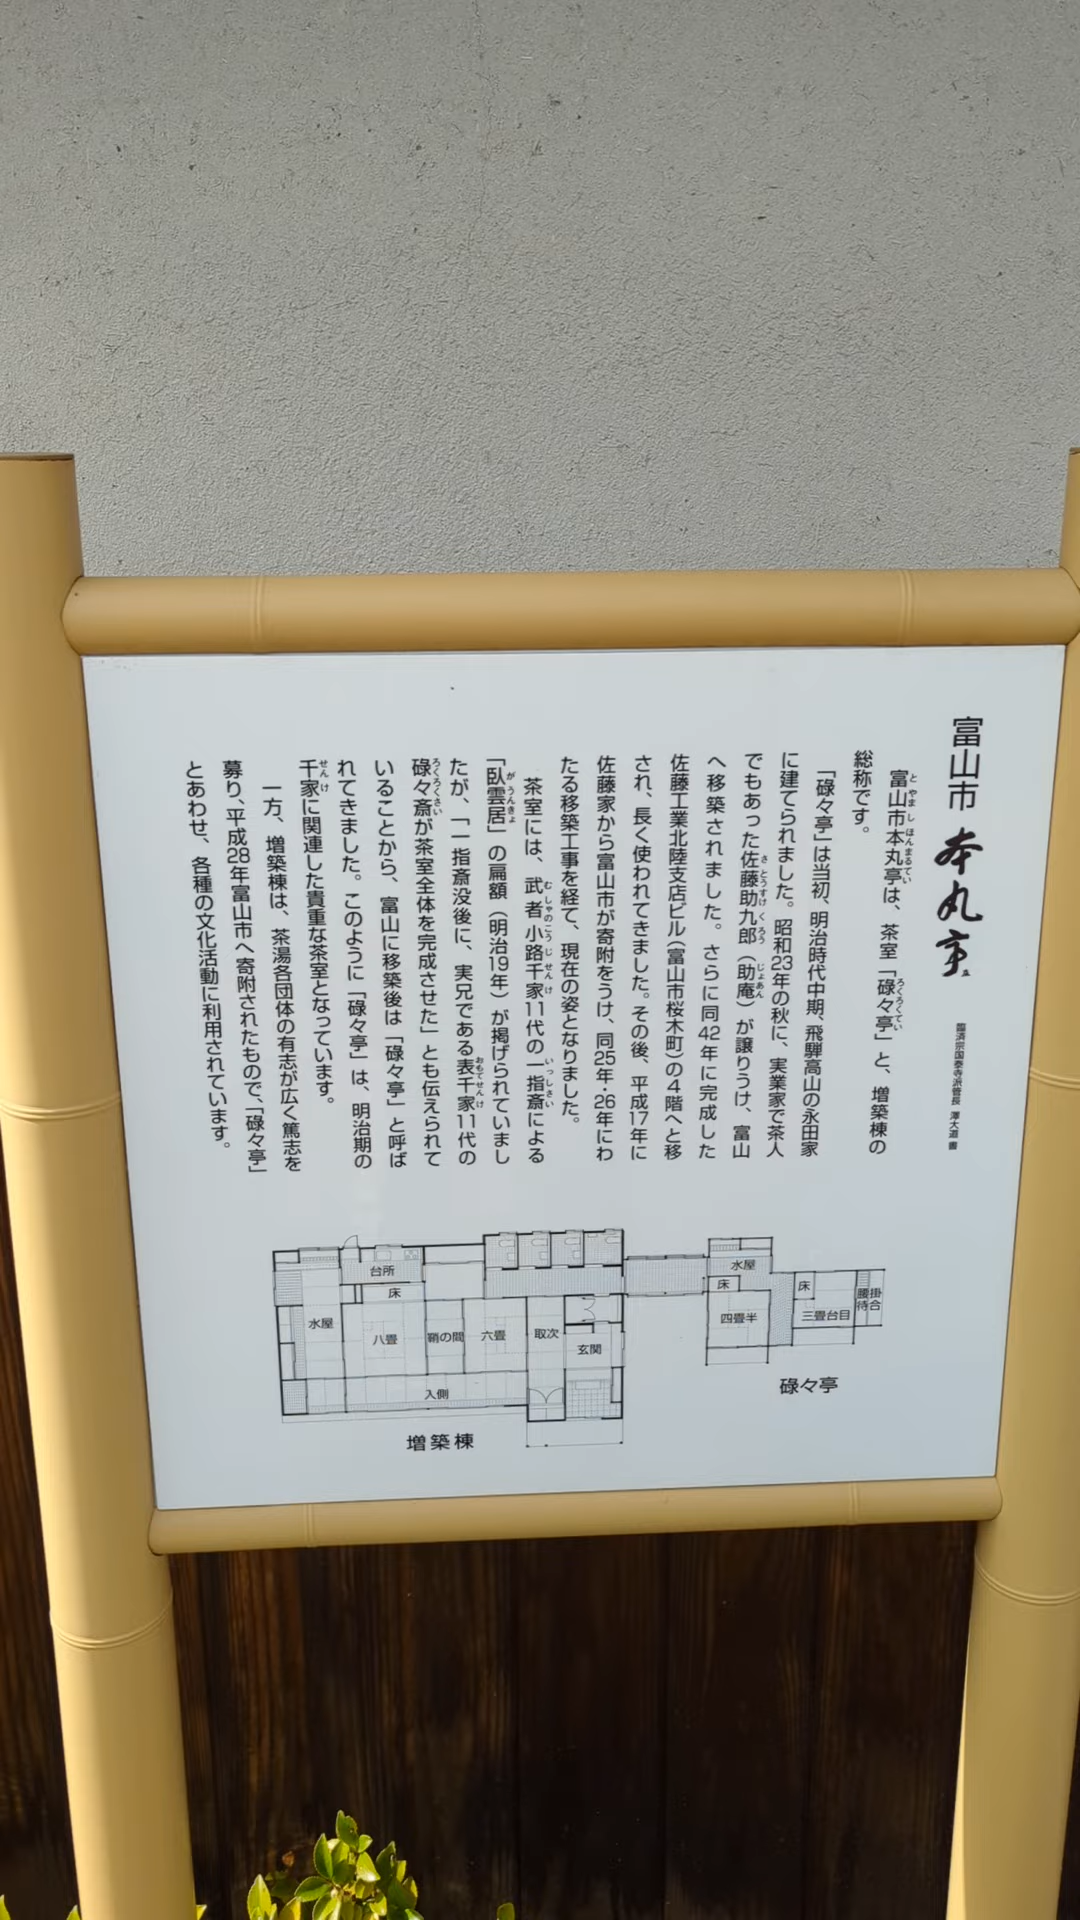 富山市 本丸亭
臨済宗国泰寺派管長 澤大道 書
富山市本丸亭は、茶室「碌々亭」と、増築棟の
総称です。
「碌々亭」は当初、明治時代中期、飛騨高山の永田家
に建てられました。昭和23年の秋に、実業家で茶人
でもあった佐藤助九郎（助庵）が譲りうけ、富山
へ移築されました。さらに同42年に完成した
佐藤工業北陸支店ビル（富山市桜木町）の4階へと移
され、長く使われてきました。その後、平成17年に
佐藤家から富山市が寄附をうけ、同25年・26年にわ
たる移築工事を経て、現在の姿となりました。
茶室には、武者小路千家11代の一指斎による
「臥雲居」の扁額（明治19年）が掲げられていまし
たが、「一指斎没後に、実兄である表千家11代の
碌々斎が茶室全体を完成させた」とも伝えられて
いることから、富山に移築後は「碌々亭」と呼ば
れてきました。このように「碌々亭」は、明治期の
千家に関連した貴重な茶室となっています。
一方、増築棟は、茶湯各団体の有志が広く篤志を
募り、平成28年富山市へ寄附されたもので、「碌々亭」
とあわせ、各種の文化活動に利用されています。
台所
床
水屋
八畳
鞘の間
六畳
取次
玄関
入側
増築棟
水屋
床
四畳半
床
三畳台目
腰掛
待合
碌々亭